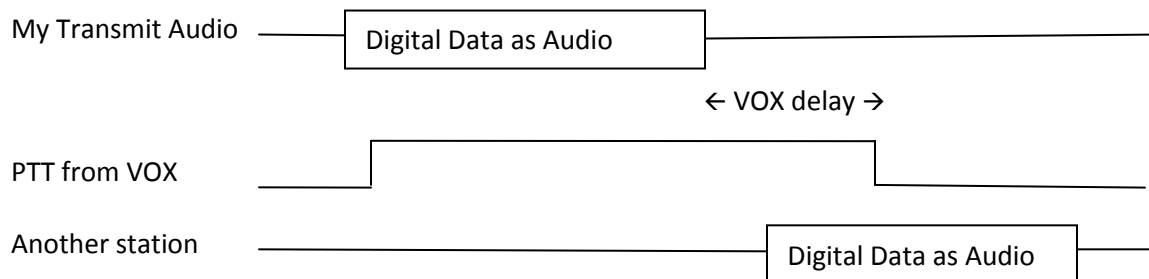 My Transmit Audio
Digital Data as Audio
← VOX delay →
PTT from VOX
Another station
Digital Data as Audio